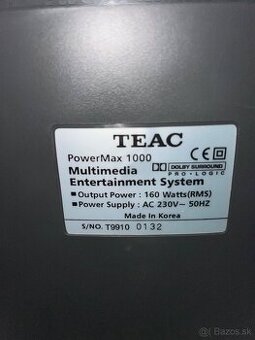 TEAC
PowerMax 1000
Multimedia
Entertainment System
CE
DOLBY SURROUND
PRO · LOGIC
■ Output Power : 160 Watts(RMS)
■ Power Supply : AC 230V~ 50HZ
Made In Korea
S/NO. T9910 0132
Bazos.sk